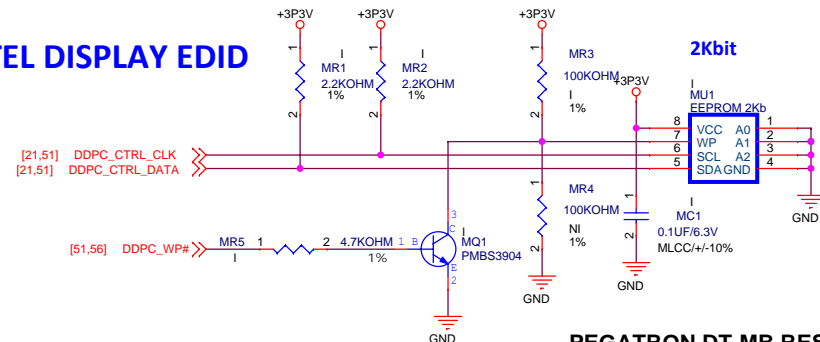 TEL DISPLAY EDID
+3P3V
+3P3V
+3P3V
2Kbit
1
I
MR1
2.2KOHM
1%
2
1
I
MR2
2.2KOHM
1%
2
1
MR3
100KOHM
I
1%
2
+3P3V
I
MU1
EEPROM 2Kb
8 VCC A0 1
7 WP A1 2
6 SCL A2 3
5 SDA GND 4
GND
[21,51] DDPC_CTRL_CLK
[21,51] DDPC_CTRL_DATA
1
MR4
100KOHM
NI
1%
2
GND
1
I
MC1
0.1UF/6.3V
MLCC/+/-10%
2
GND
[51,56] DDPC_WP#
MR5 1 2 4.7KOHM 1 B
I 1%
3
C
I
MQ1
PMBS3904
E
2
GND